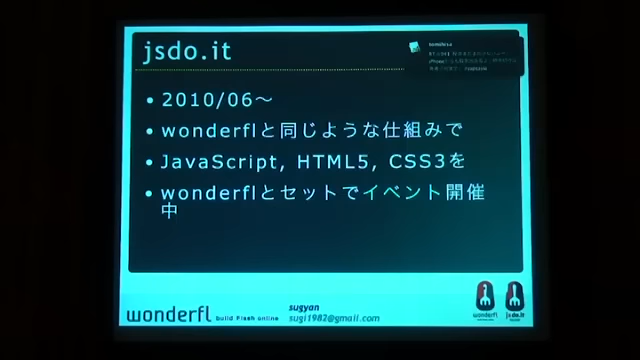 jsdo.it
• 2010/06〜
• wonderflと同じような仕組みで
• JavaScript, HTML5, CSS3を
• wonderflとセットでイベント開催
中
wonderfl build Flash online
sugyan
sugi1982@gmail.com
wonderfl
jsdo.it